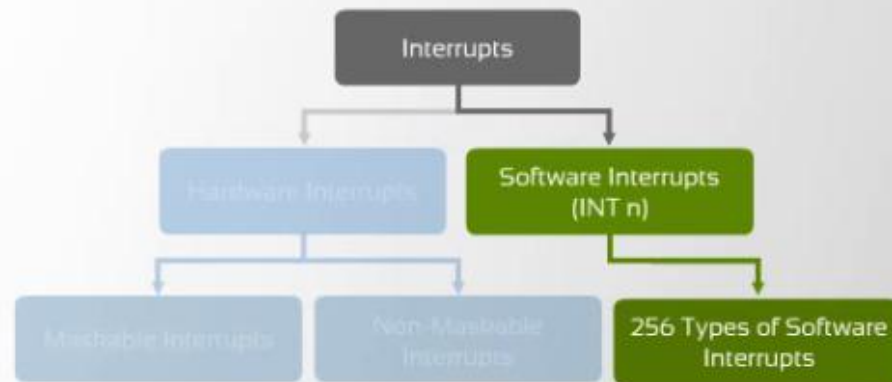 Interrupts
Hardware Interrupts
Software Interrupts
(INT n)
Maskable Interrupts
Non-Maskable
Interrupts
256 Types of Software
Interrupts